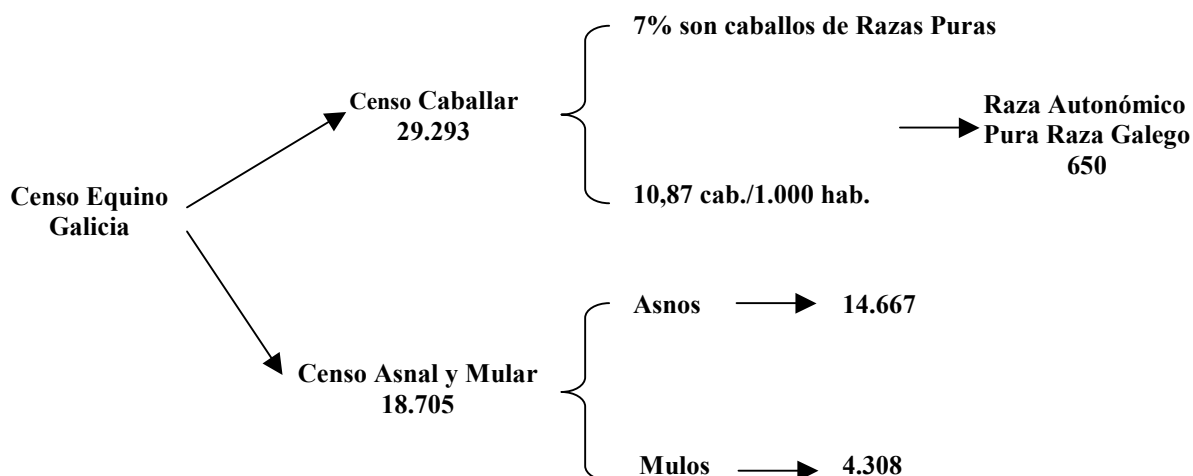 7% son caballos de Razas Puras
Censo Caballar
29.293
Raza Autonómico
Pura Raza Galego
650
10,87 cab./1.000 hab.
Censo Equino
Galicia
Asnos
14.667
Censo Asnal y Mular
18.705
Mulos
4.308